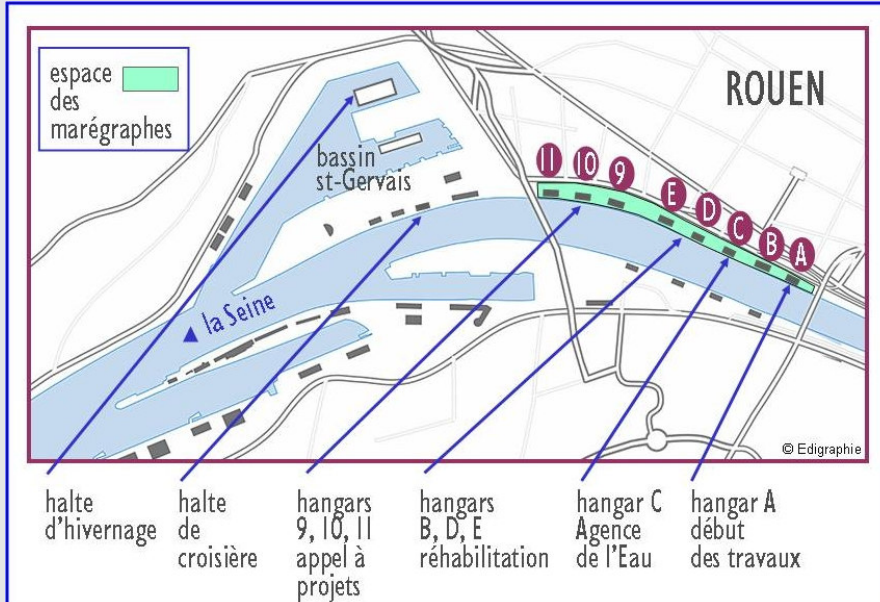 espace
des
marégraphes
ROUEN
bassin
st-Gervais
11 10 9 E D C B A
la Seine
© Edigraphie
halte
d'hivernage
halte
de
croisière
hangars
9, 10, 11
appel à
projets
hangars
B, D, E
réhabilitation
hangar C
Agence
de l'Eau
hangar A
début
des travaux